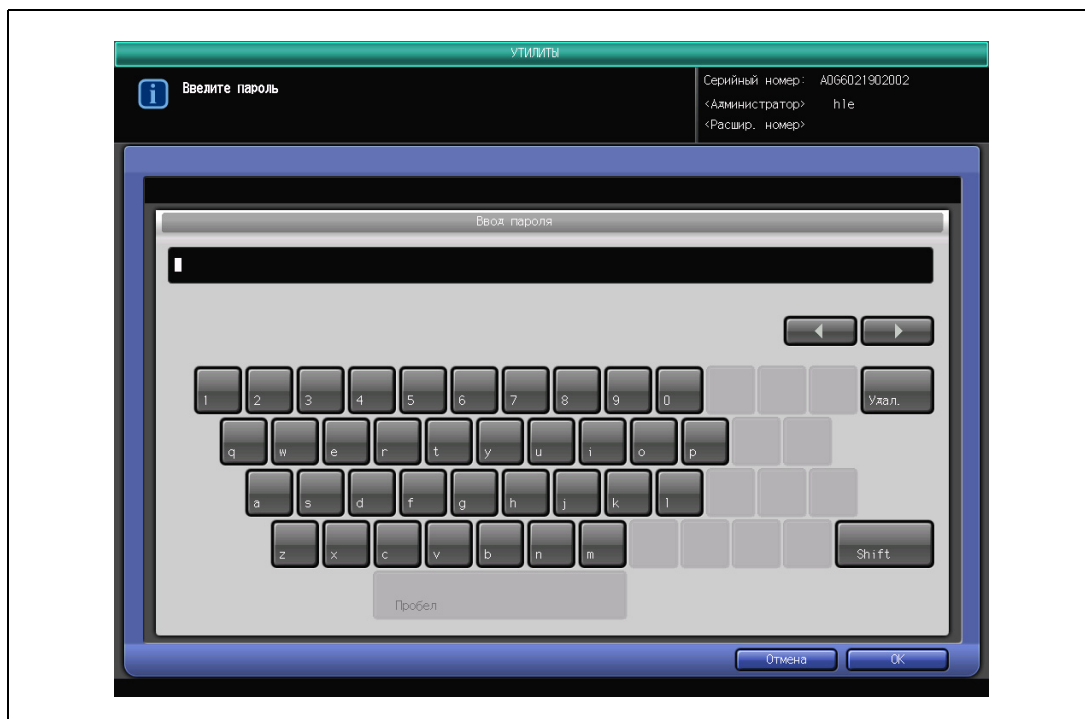 УТИЛИТЫ
Введите пароль
Серийный номер: A0G6021902002
<Администратор> hle
<Расшир. номер>
Ввод пароля
1 2 3 4 5 6 7 8 9 0 Удал.
q w e r t y u i o p
a s d f g h j k l
z x c v b n m Shift
Пробел
Отмена OK